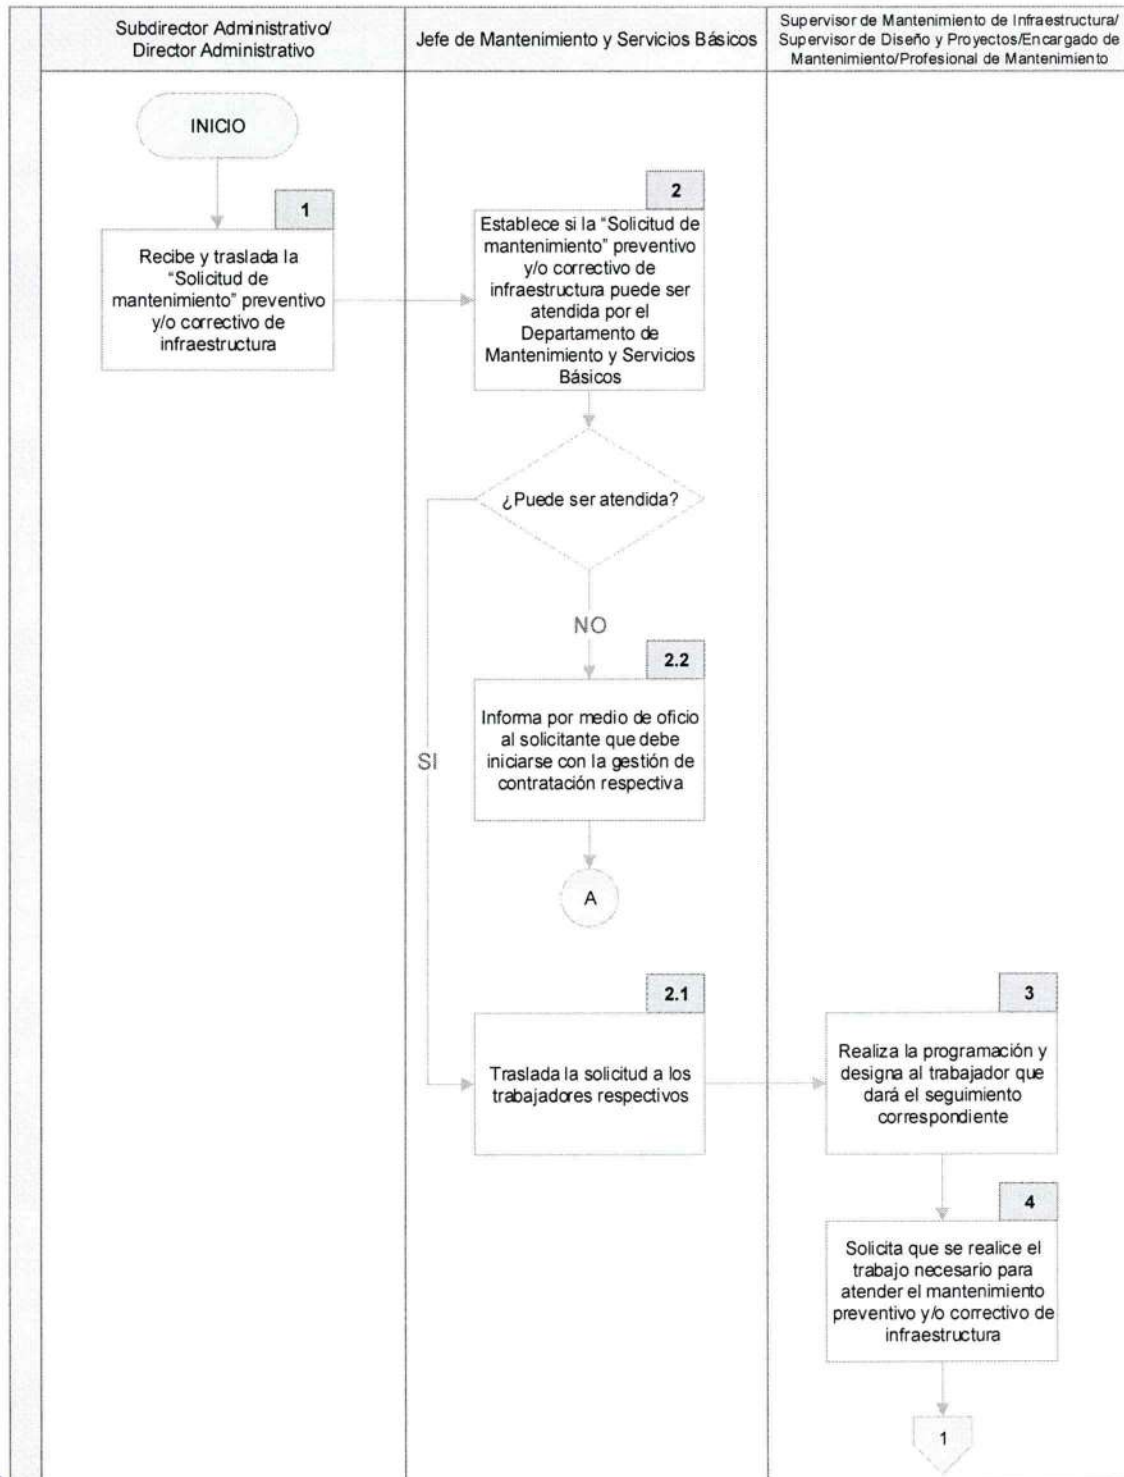 Subdirector Administrativo/
Director Administrativo
Jefe de Mantenimiento y Servicios Básicos
Supervisor de Mantenimiento de Infraestructura/
Supervisor de Diseño y Proyectos/Encargado de
Mantenimiento/Profesional de Mantenimiento
INICIO
1
Recibe y traslada la
“Solicitud de
mantenimiento” preventivo
y/o correctivo de
infraestructura
2
Establece si la “Solicitud de
mantenimiento” preventivo
y/o correctivo de
infraestructura puede ser
atendida por el
Departamento de
Mantenimiento y Servicios
Básicos
¿Puede ser atendida?
NO
SI
2.2
Informa por medio de oficio
al solicitante que debe
iniciarse con la gestión de
contratación respectiva
A
2.1
Traslada la solicitud a los
trabajadores respectivos
3
Realiza la programación y
designa al trabajador que
dará el seguimiento
correspondiente
4
Solicita que se realice el
trabajo necesario para
atender el mantenimiento
preventivo y/o correctivo de
infraestructura
1